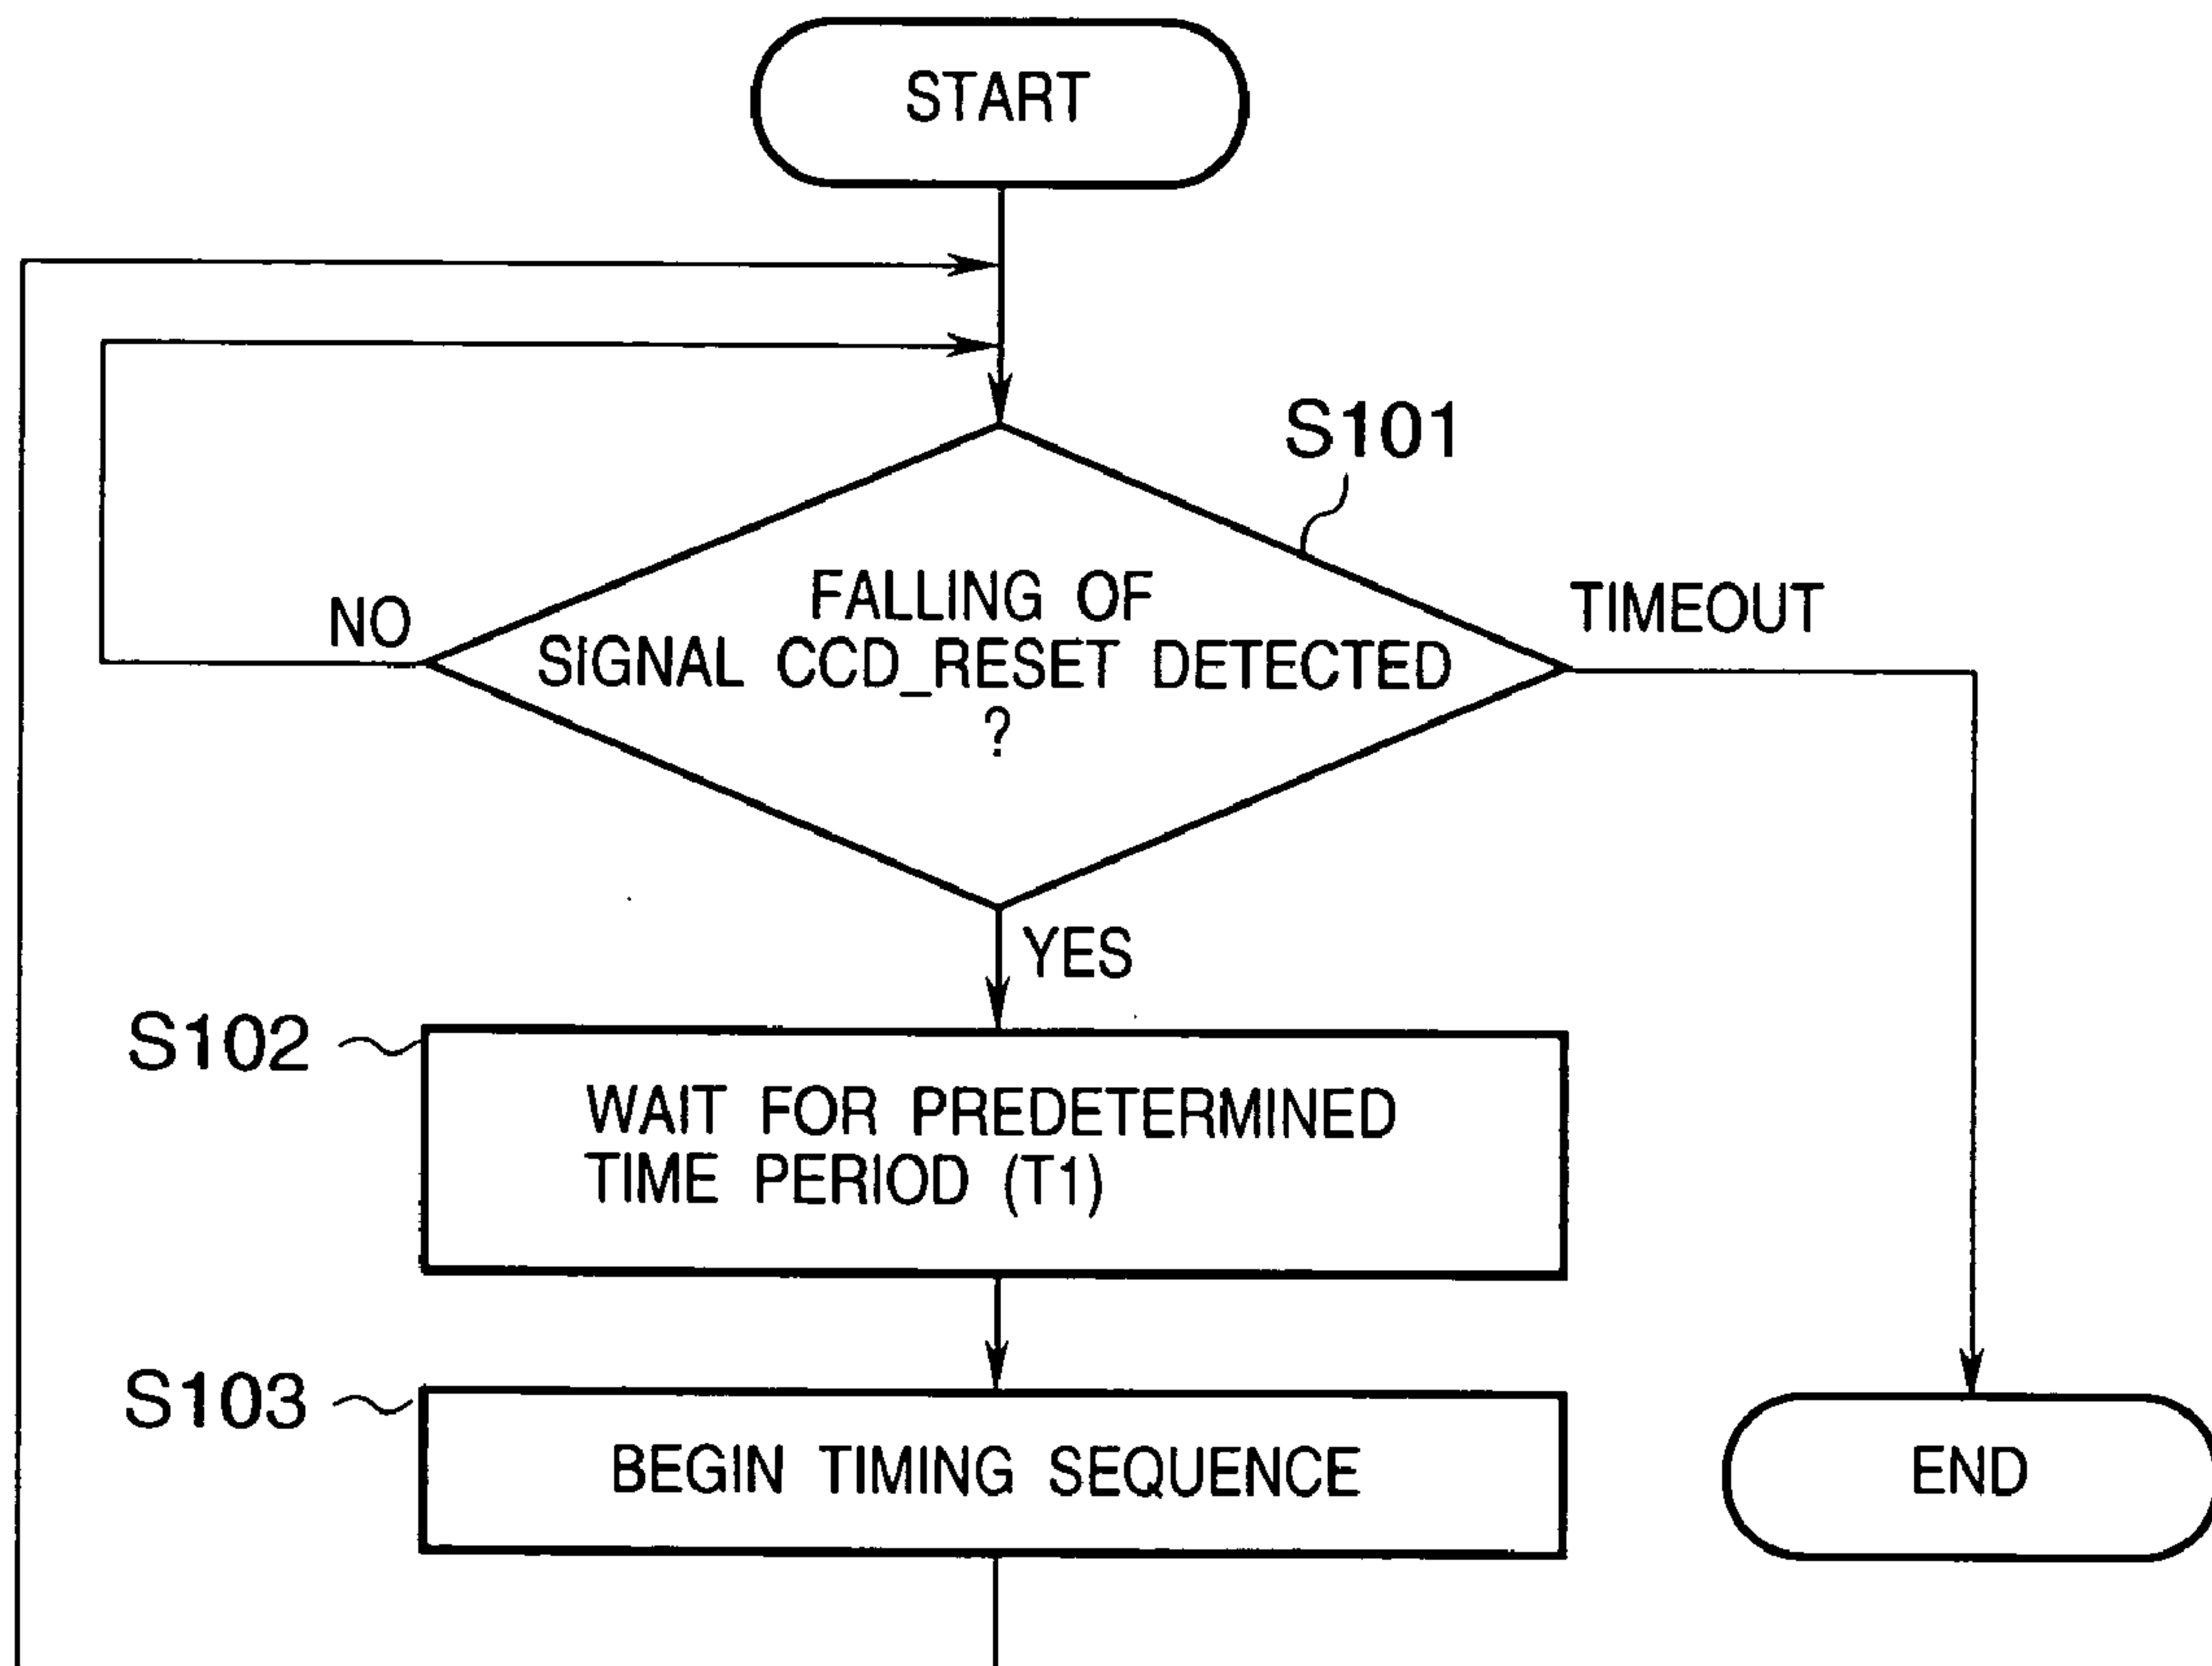 START
S101
FALLING OF
SIGNAL CCD_RESET DETECTED
?
NO
TIMEOUT
YES
S102
WAIT FOR PREDETERMINED
TIME PERIOD (T1)
S103
BEGIN TIMING SEQUENCE
END